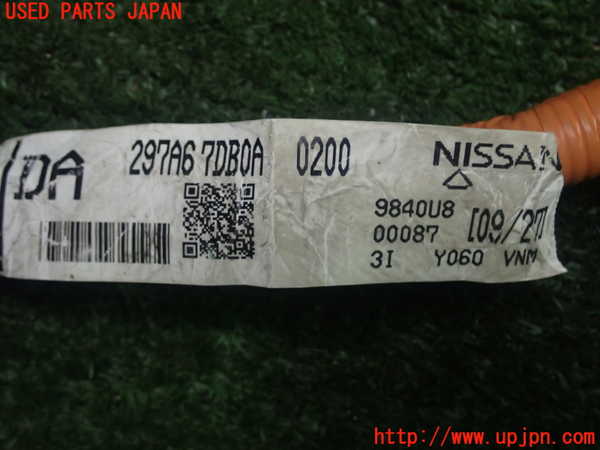 USED PARTS JAPAN
DA 297A6 7DB0A 0200 NISSAN
9840U8
00087 [09/27]
3I Y060 VNM
http://www.upjpn.com/